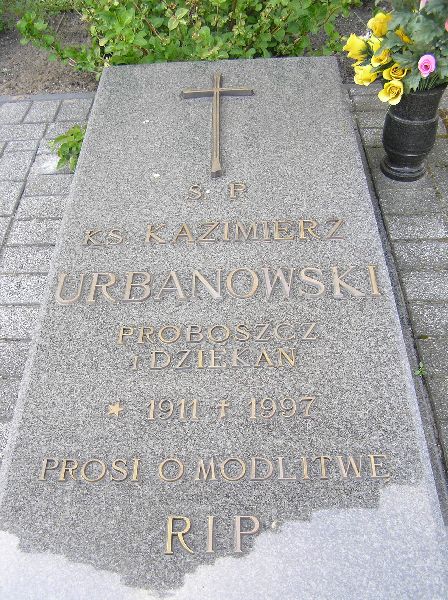 Ś. P.
KS. KAZIMIERZ
URBANOWSKI
PROBOSZCZ
I DZIEKAN
* 1911 † 1997
PROSI O MODLITWĘ
RIP.